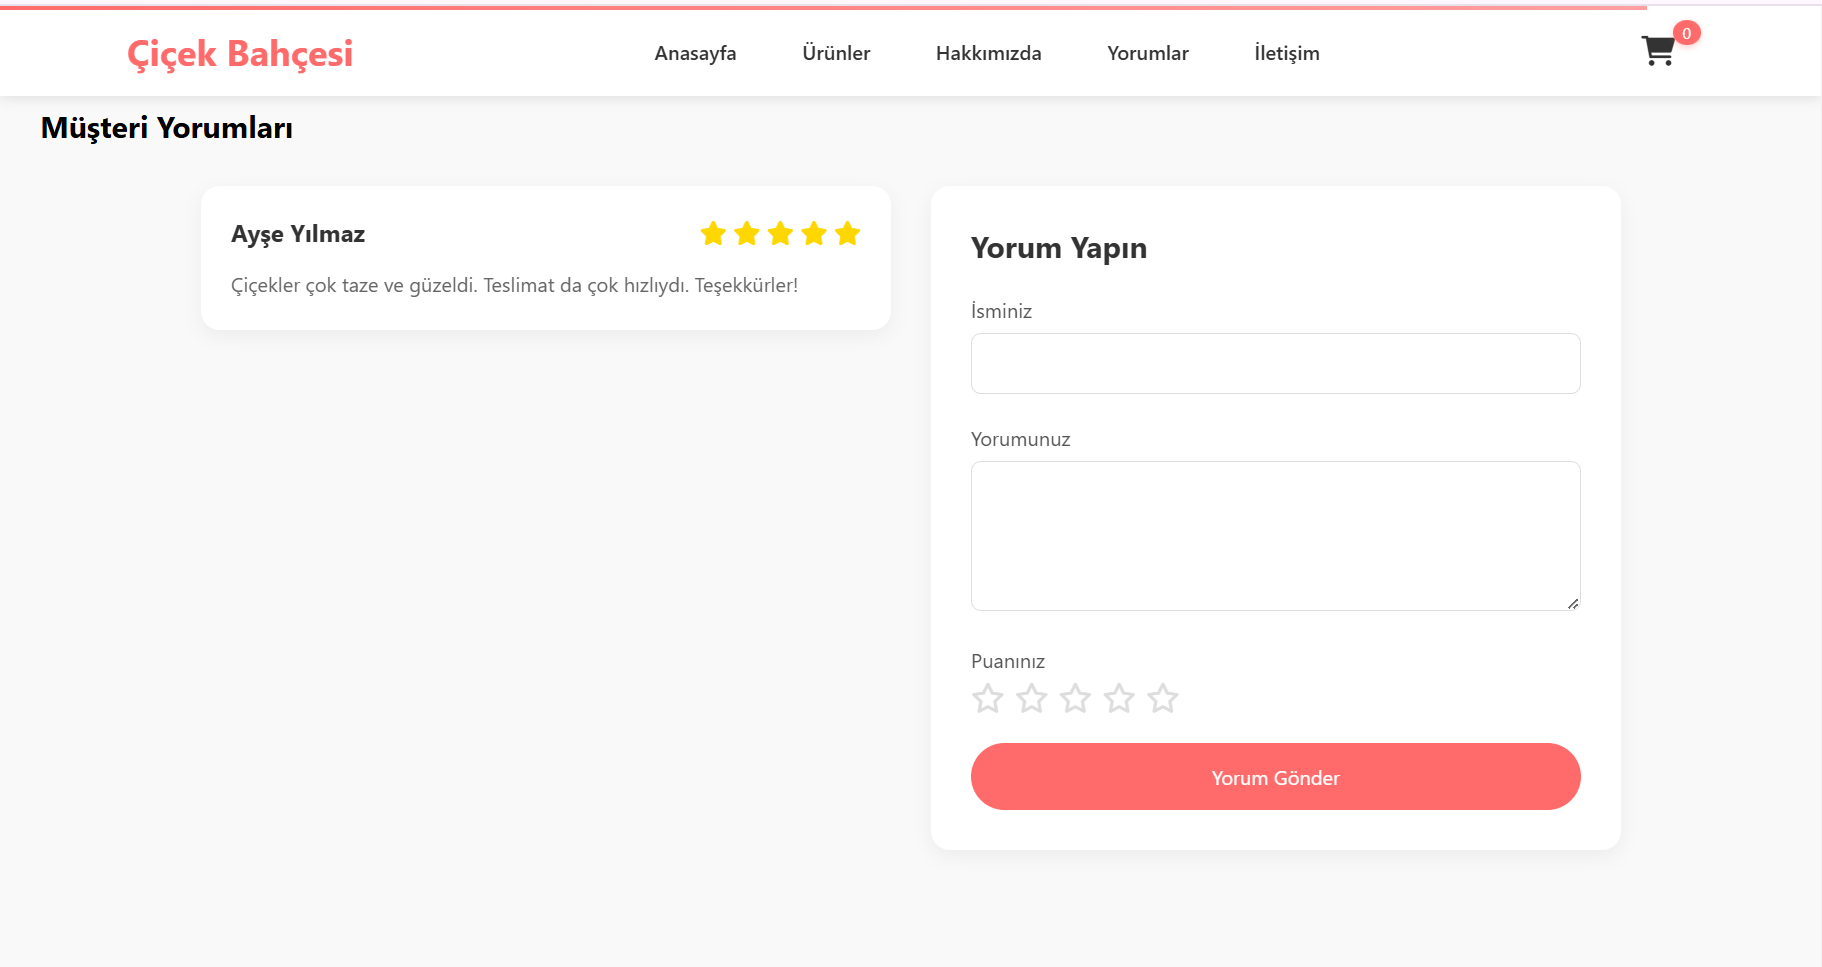 Çiçek Bahçesi
Anasayfa
Ürünler
Hakkımızda
Yorumlar
İletişim
0
Müşteri Yorumları
Ayşe Yılmaz
Çiçekler çok taze ve güzeldi. Teslimat da çok hızlıydı. Teşekkürler!
Yorum Yapın
İsminiz
Yorumunuz
Puanınız
Yorum Gönder